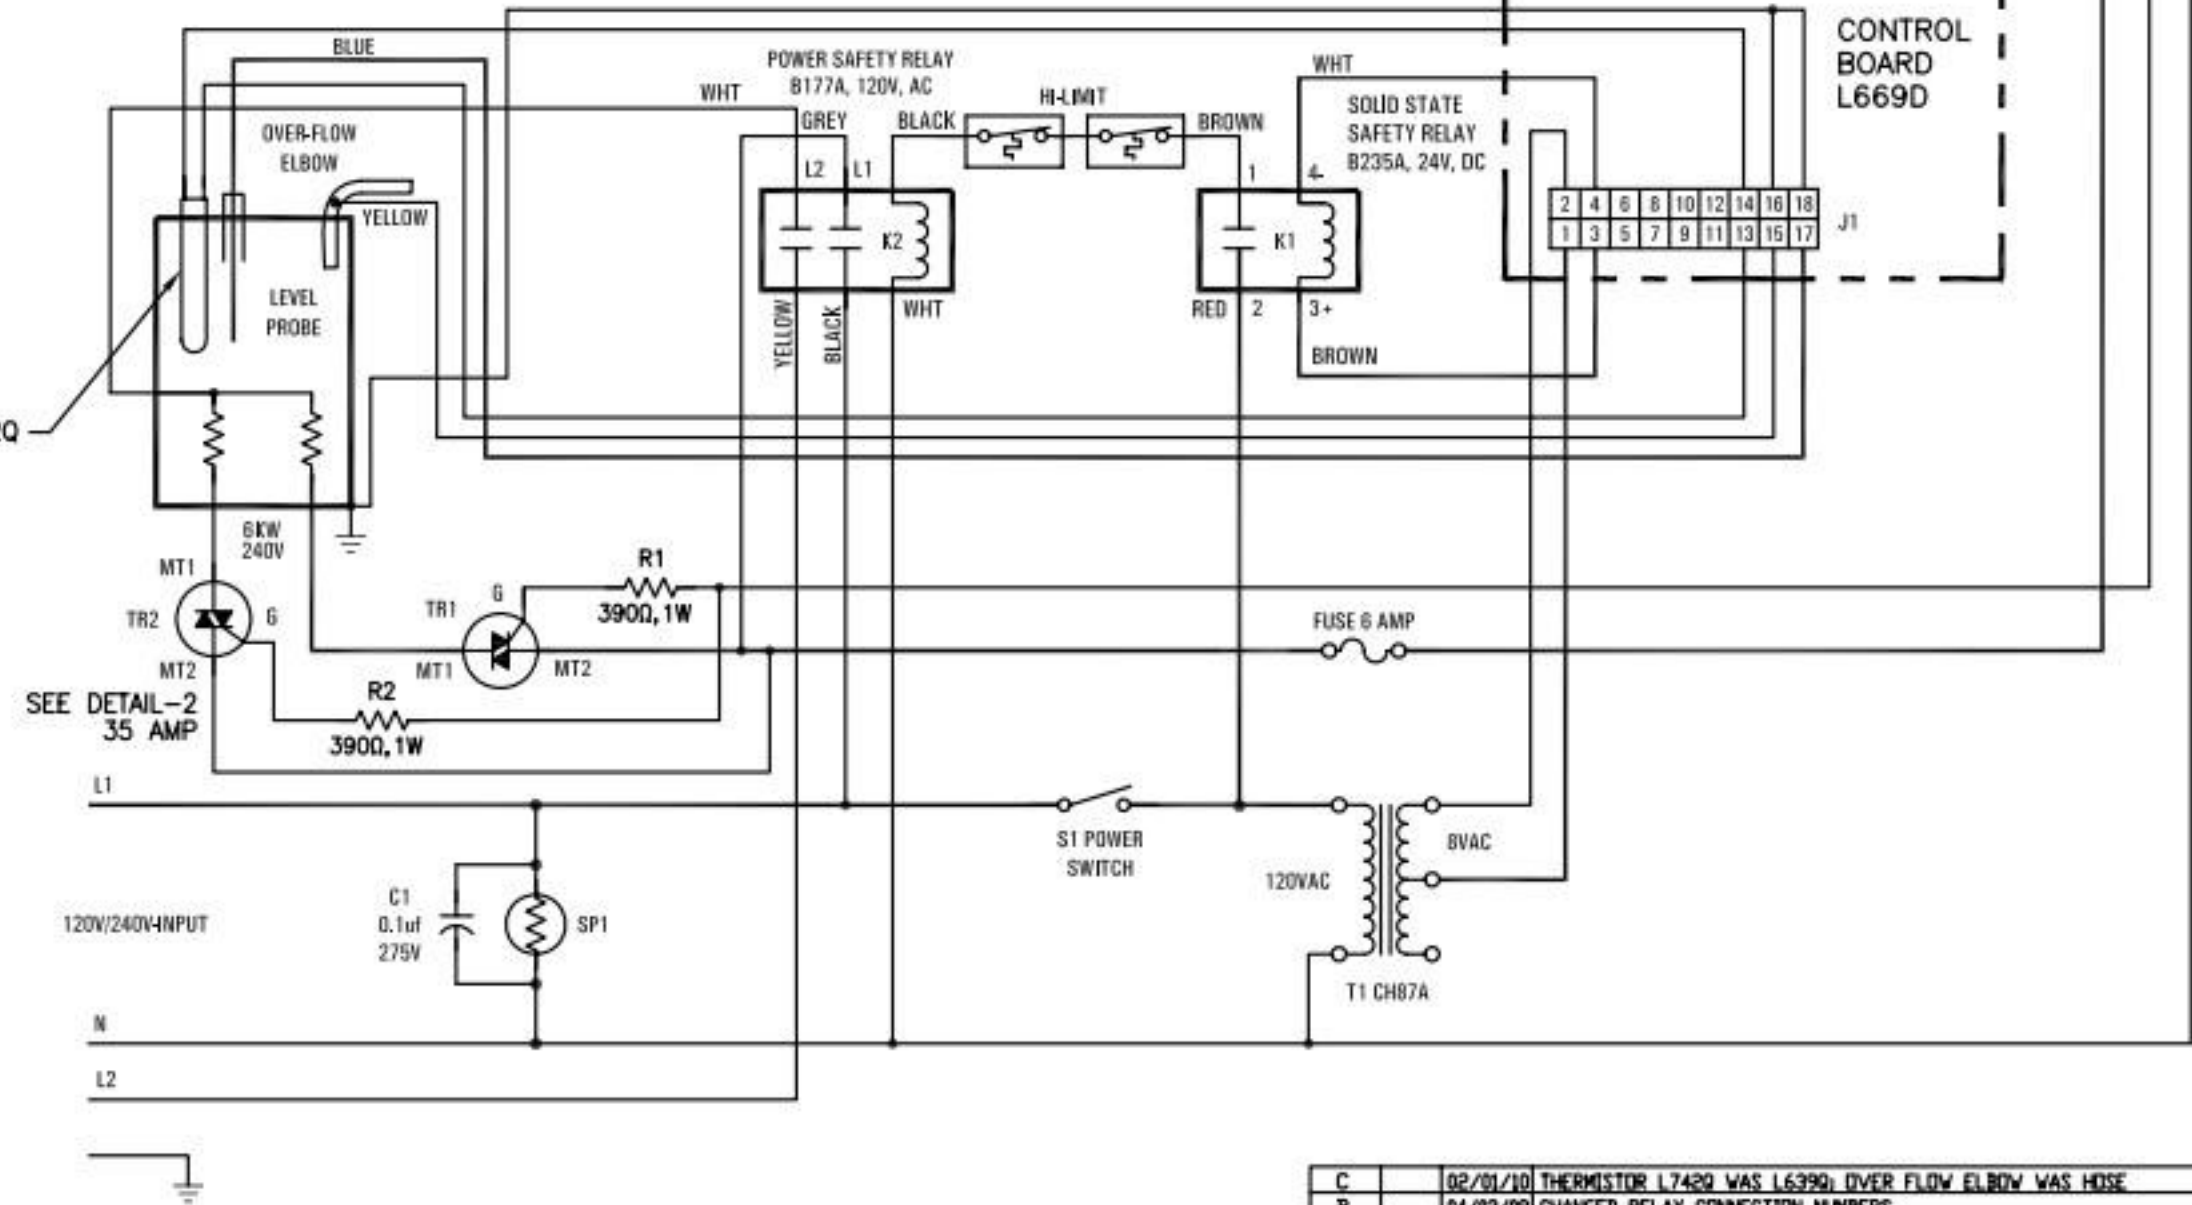 CONTROL
BOARD
L669D
BLUE
POWER SAFETY RELAY
B177A, 120V, AC
WHT
GREY
BLACK
HI-LIMIT
BROWN
WHT
SOLID STATE
SAFETY RELAY
B235A, 24V, DC
OVER-FLOW
ELBOW
YELLOW
L2
L1
1
4-
K2
K1
2 4 6 8 10 12 14 16 18
1 3 5 7 9 11 13 15 17
J1
LEVEL
PROBE
YELLOW
BLACK
WHT
RED
2
3+
BROWN
Q
6KW
240V
MT1
TR2
G
MT2
SEE DETAIL-2
35 AMP
TR1
G
MT1
MT2
R1
390Ω, 1W
R2
390Ω, 1W
FUSE 6 AMP
L1
S1 POWER
SWITCH
120VAC
8VAC
T1 CH87A
120V/240V-INPUT
C1
0.1uf
275V
SP1
N
L2
C 02/01/10 THERMISTOR L742Q WAS L639Q; OVER FLOW ELBOW WAS HOSE
RELAY CONNECTION NUMBERS